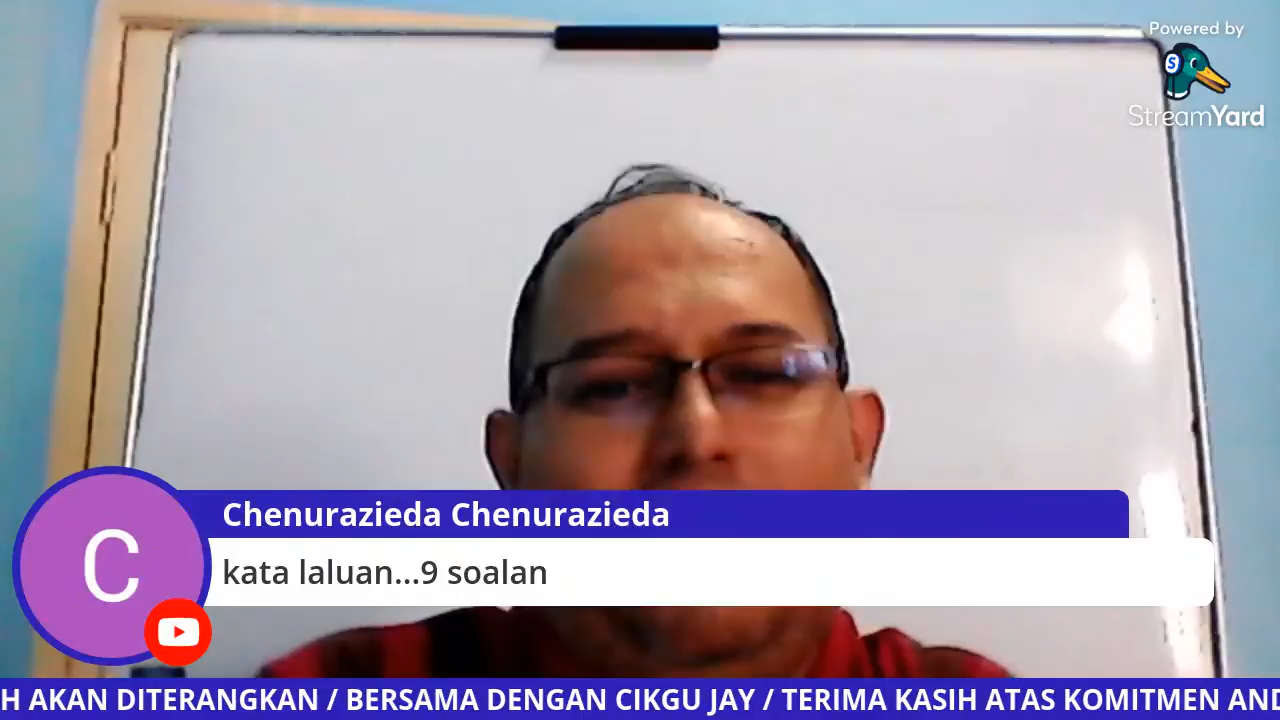 Powered by
S
StreamYard
Chenurazieda Chenurazieda
kata laluan...9 soalan
C
H AKAN DITERANGKAN / BERSAMA DENGAN CIKGU JAY / TERIMA KASIH ATAS KOMITMEN AND